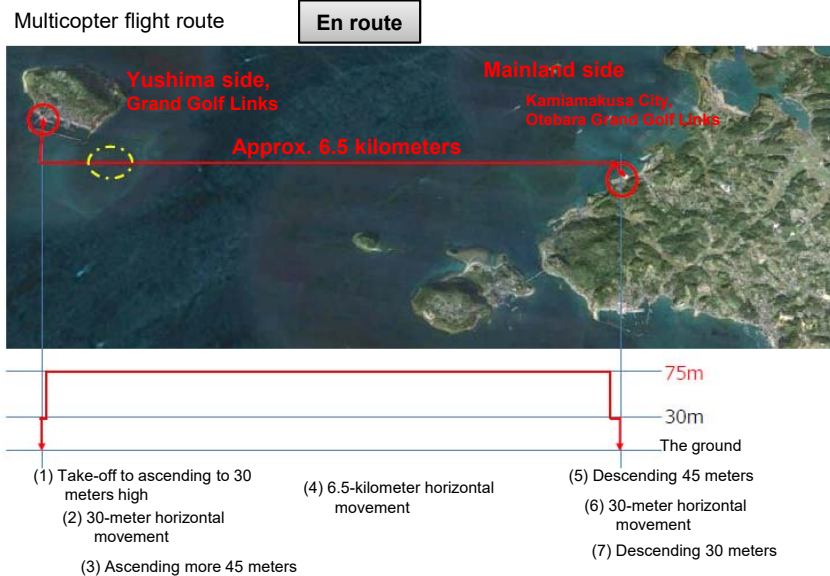 Multicopter flight route
En route
Yushima side,
Grand Golf Links
Mainland side
Kamiamakusa City,
Otebara Grand Golf Links
Approx. 6.5 kilometers
75m
30m
The ground
(1) Take-off to ascending to 30
meters high
(2) 30-meter horizontal
movement
(3) Ascending more 45 meters
(4) 6.5-kilometer horizontal
movement
(5) Descending 45 meters
(6) 30-meter horizontal
movement
(7) Descending 30 meters